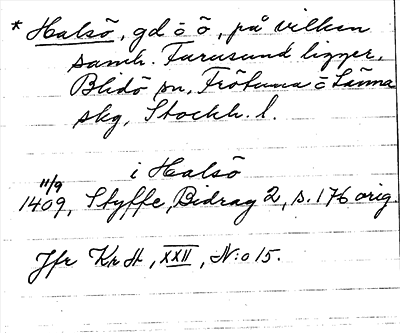 * Halsö, gd o ö, på vilken
samh. Furusund ligger,
Blidö sn, Frötuna o Länna
skg, Stockh. l.
i Halsö
11/9
1409, Styffe, Bidrag 2, s. 176 orig.
Jfr Kr H, XXII, N:o 15.